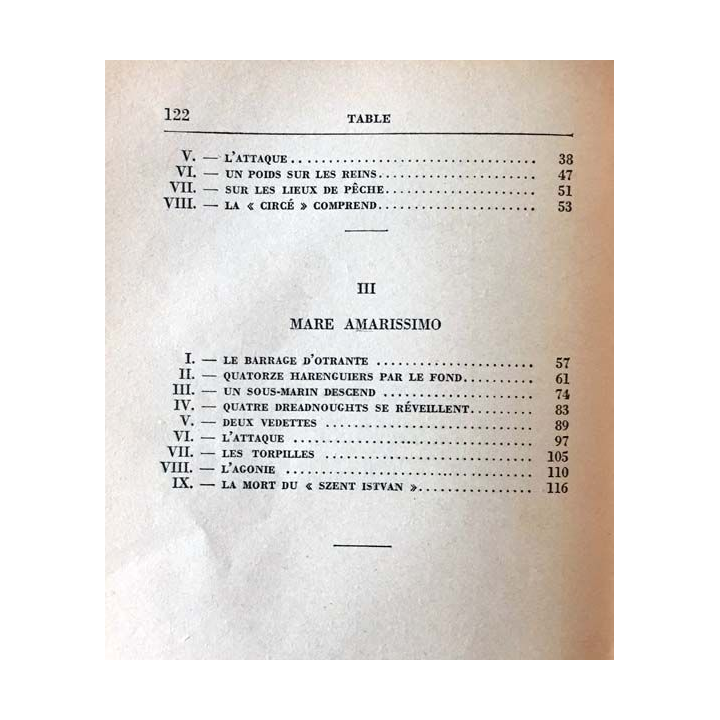 122 TABLE
V. — L'ATTAQUE........................................ 38
VI. — UN POIDS SUR LES REINS......................... 47
VII. — SUR LES LIEUX DE PÊCHE........................ 51
VIII. — LA « CIRCÉ » COMPREND........................ 53
III
MARE AMARISSIMO
I. — LE BARRAGE D'OTRANTE ........................ 57
II. — QUATORZE HARENGUIERS PAR LE FOND........... 61
III. — UN SOUS-MARIN DESCEND ....................... 74
IV. — QUATRE DREADNOUGHTS SE RÉVEILLENT.......... 83
V. — DEUX VEDETTES ................................ 89
VI. — L'ATTAQUE .................................... 97
VII. — LES TORPILLES ................................ 105
VIII. — L'AGONIE ..................................... 110
IX. — LA MORT DU « SZENT ISTVAN »................. 116